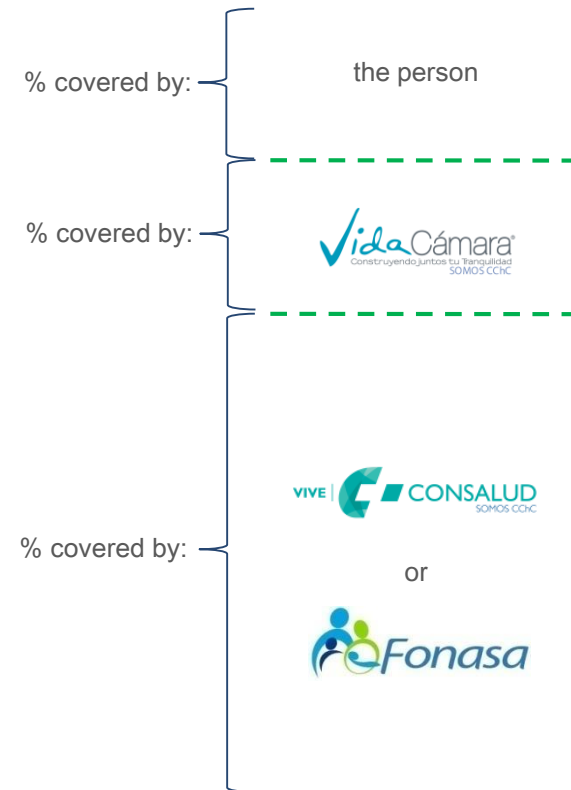 % covered by:
the person
% covered by:
VidaCámara®
Construyendo juntos tu Tranquilidad
SOMOS CChC
VIVE
CONSALUD
SOMOS CChC
% covered by:
or
Fonasa